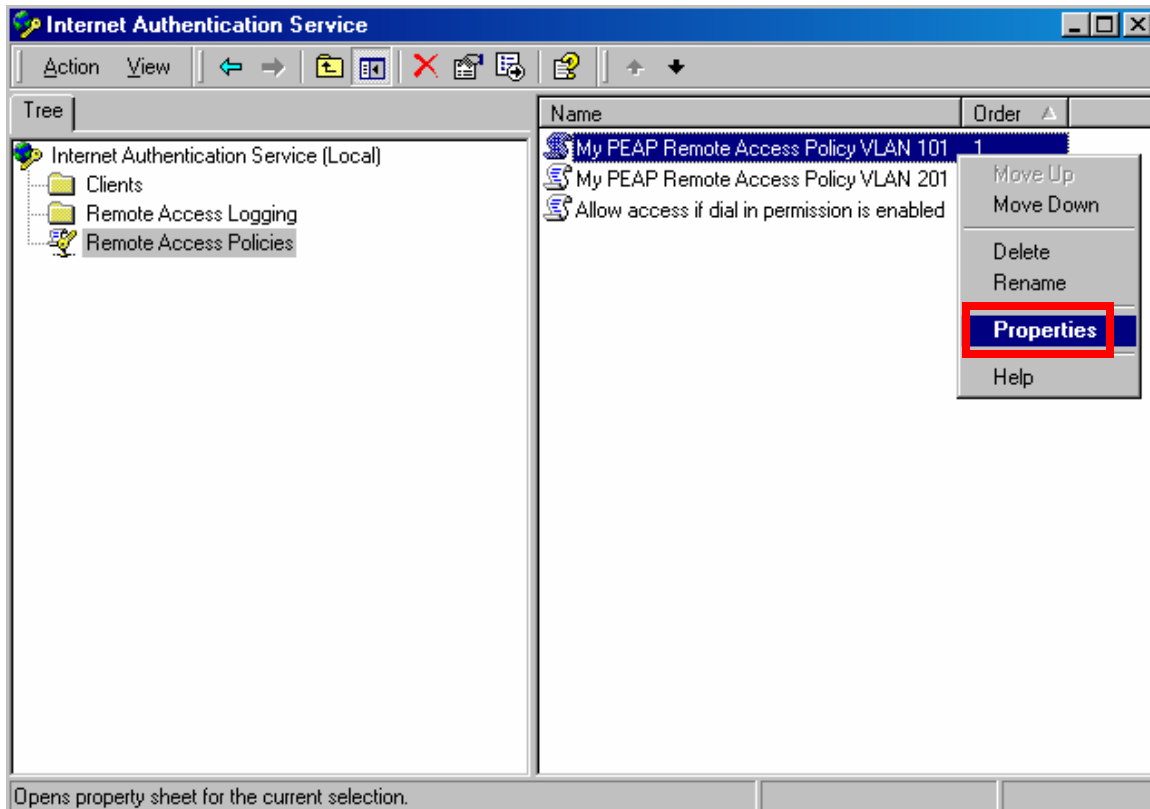 Internet Authentication Service
Action View
Tree
Name Order
Internet Authentication Service (Local)
Clients
Remote Access Logging
Remote Access Policies
My PEAP Remote Access Policy VLAN 101 1
My PEAP Remote Access Policy VLAN 201
Allow access if dial in permission is enabled
Move Up
Move Down
Delete
Rename
Properties
Help
Opens property sheet for the current selection.